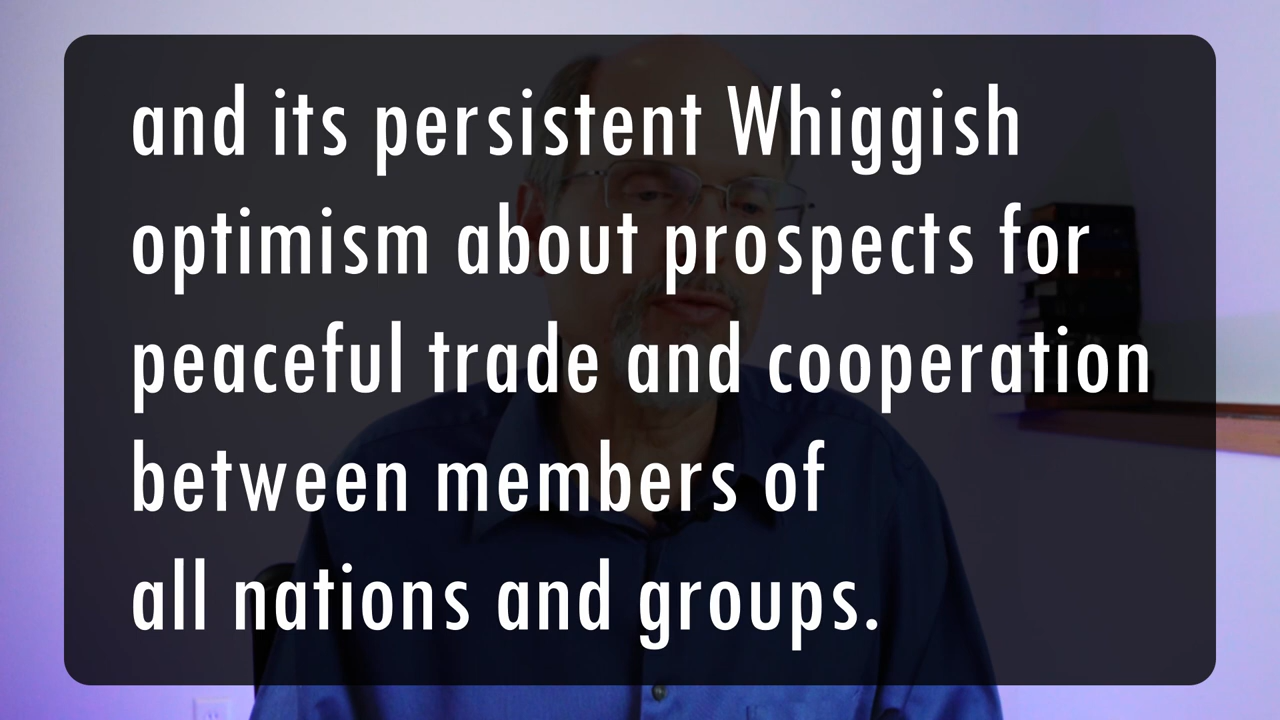 and its persistent Whiggish
optimism about prospects for
peaceful trade and cooperation
between members of
all nations and groups.